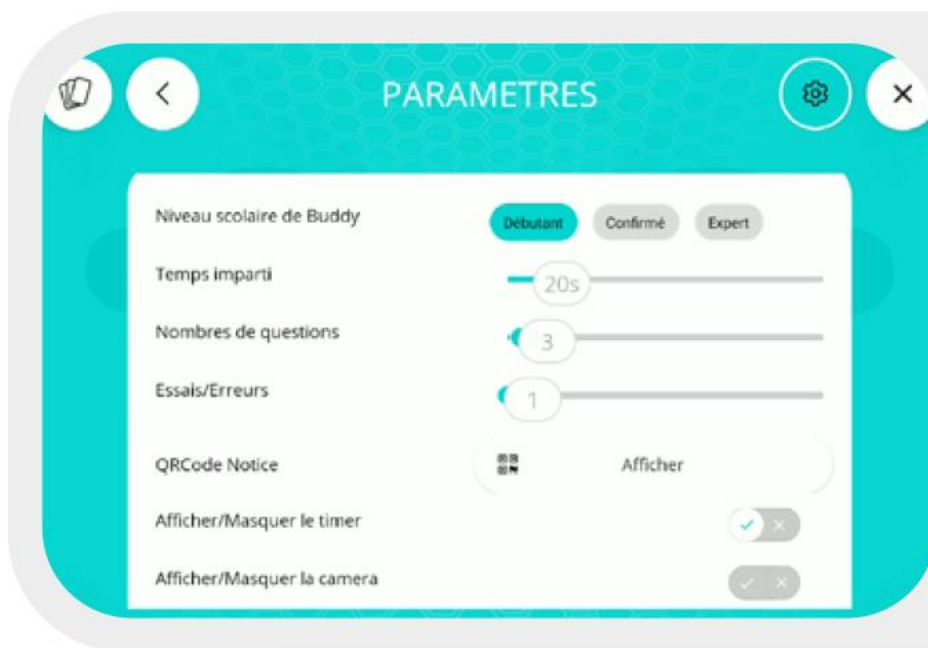 PARAMETRES
Niveau scolaire de Buddy
Débutant Confirmé Expert
Temps imparti
20s
Nombres de questions
3
Essais/Erreurs
1
QRCode Notice
Afficher
Afficher/Masquer le timer
Afficher/Masquer la camera